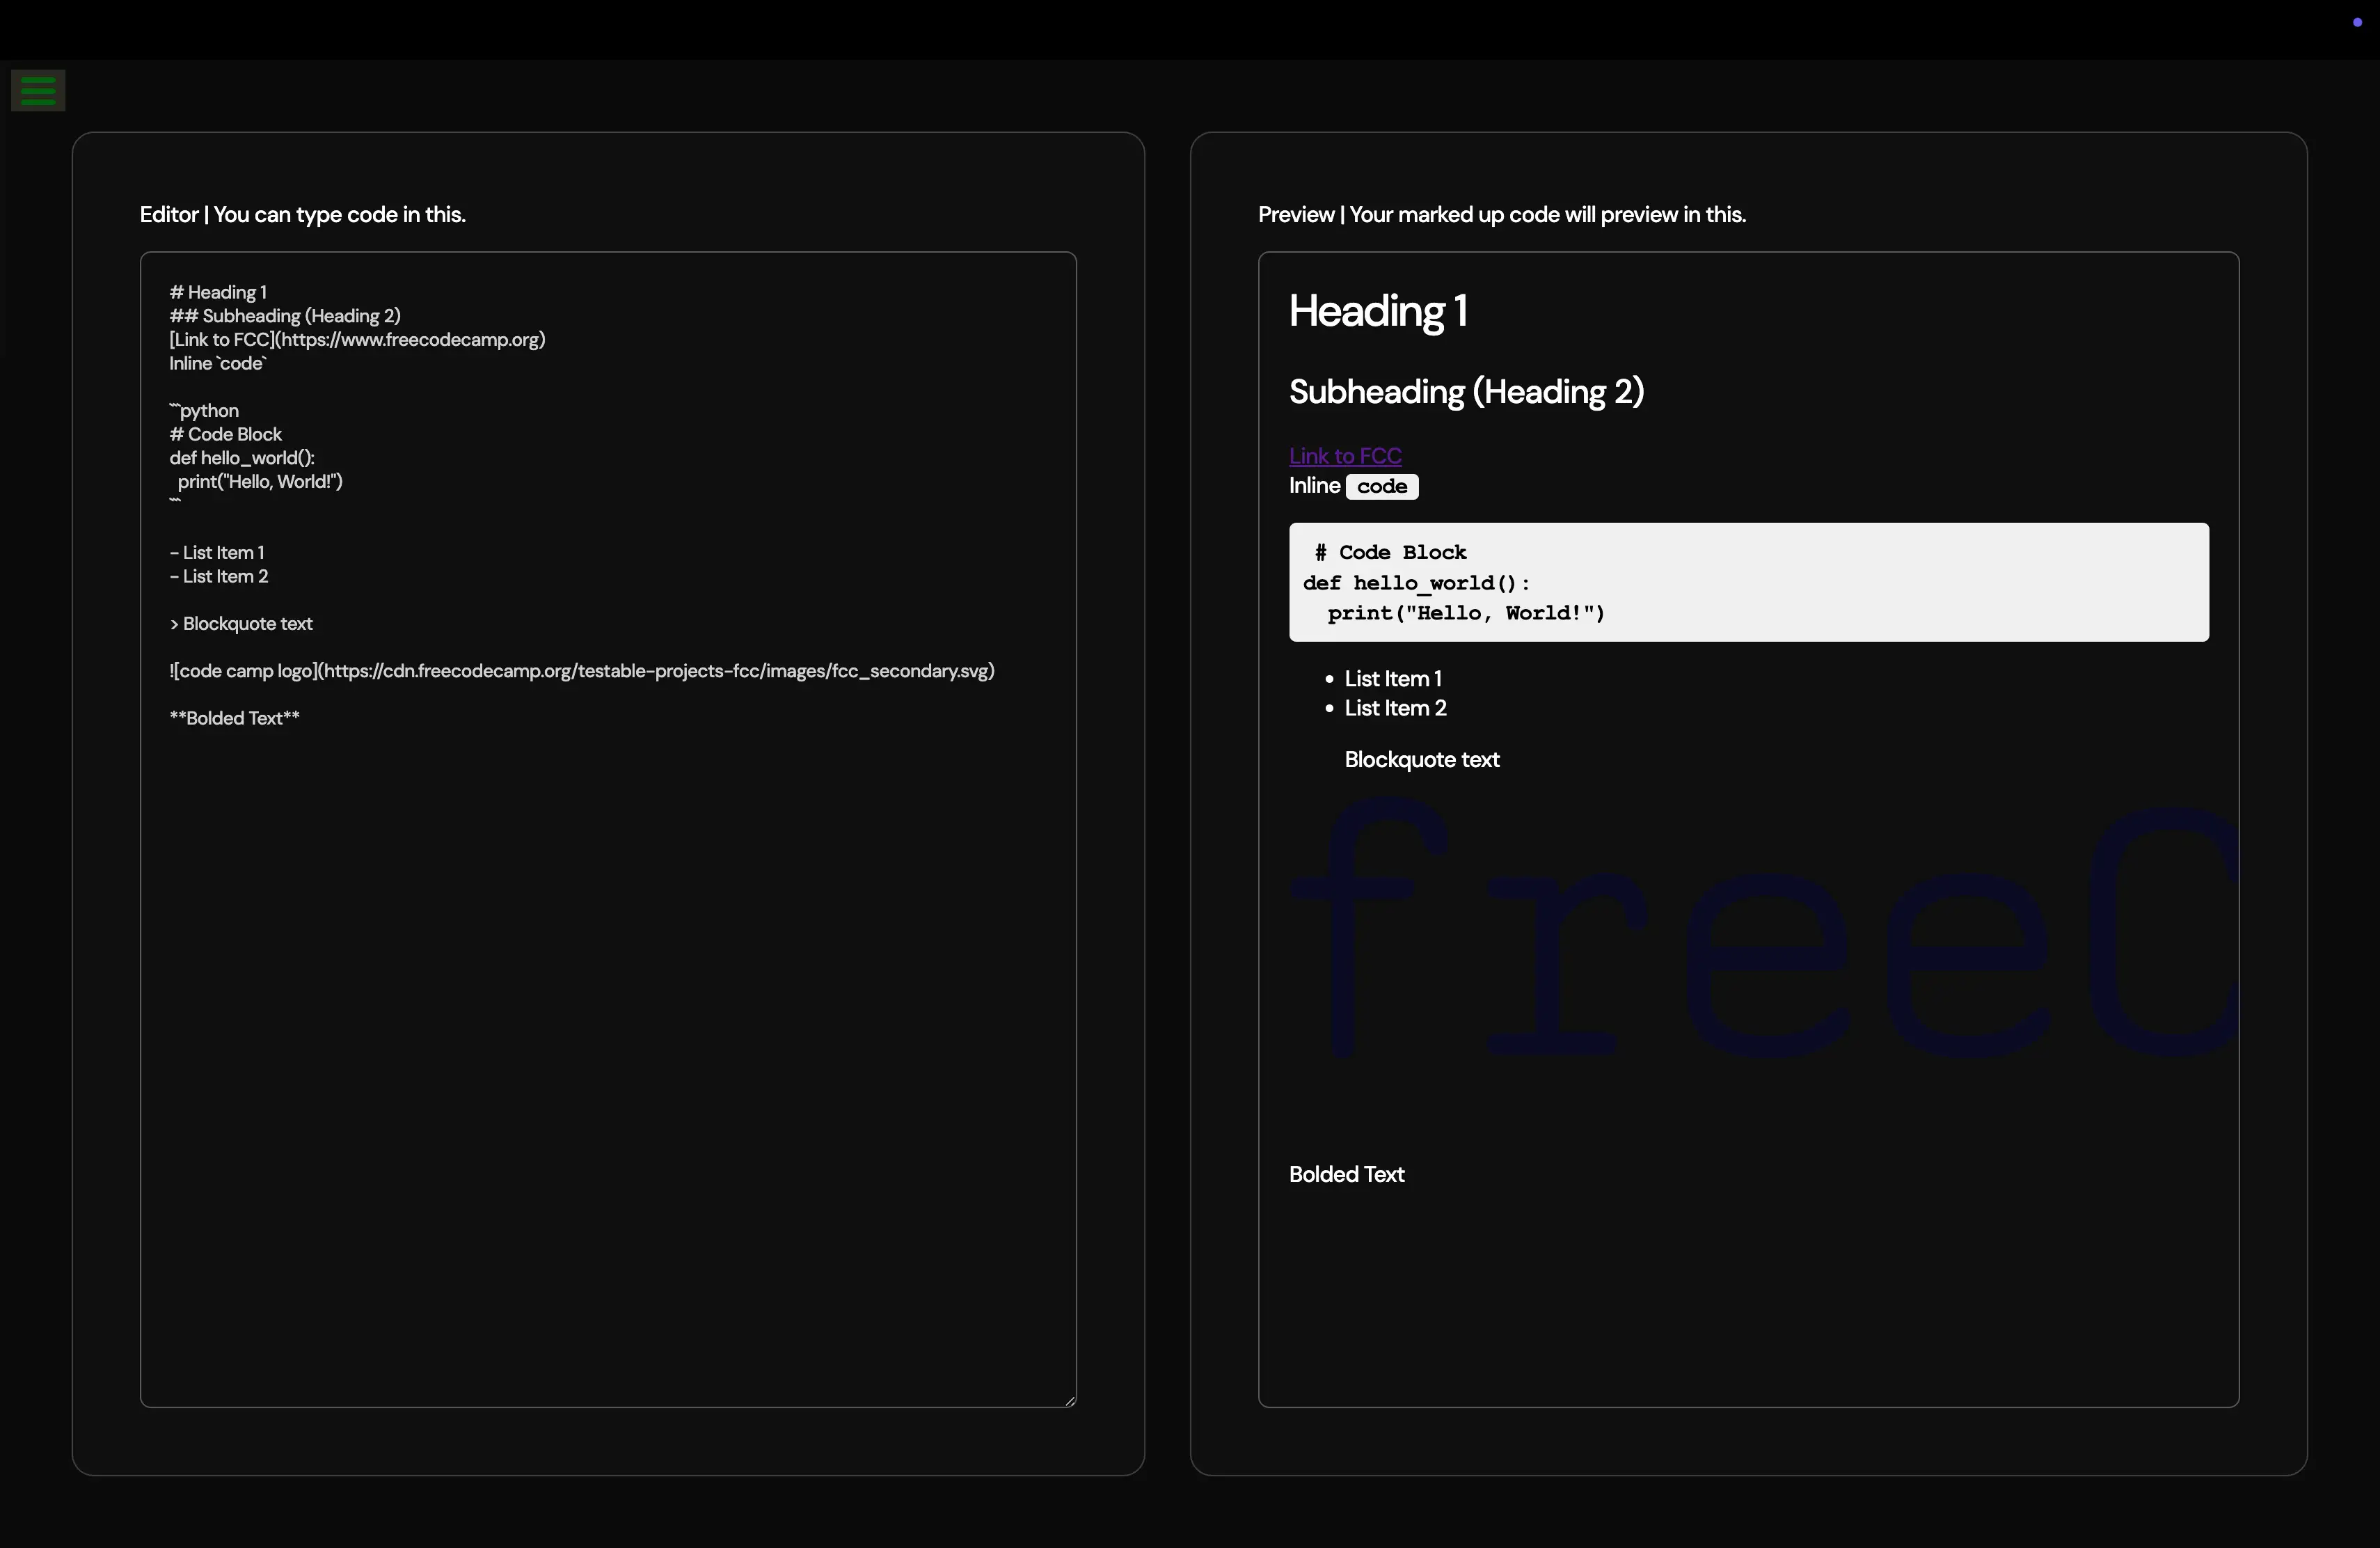 Editor | You can type code in this.
# Heading 1
## Subheading (Heading 2)
[Link to FCC](https://www.freecodecamp.org)
Inline `code`
```python
# Code Block
def hello_world():
  print("Hello, World!")
```
- List Item 1
- List Item 2
> Blockquote text
![code camp logo](https://cdn.freecodecamp.org/testable-projects-fcc/images/fcc_secondary.svg)
**Bolded Text**
Preview | Your marked up code will preview in this.
Heading 1
Subheading (Heading 2)
Link to FCC
Inline code
# Code Block
def hello_world():
  print("Hello, World!")
• List Item 1
• List Item 2
Blockquote text
freeC
Bolded Text